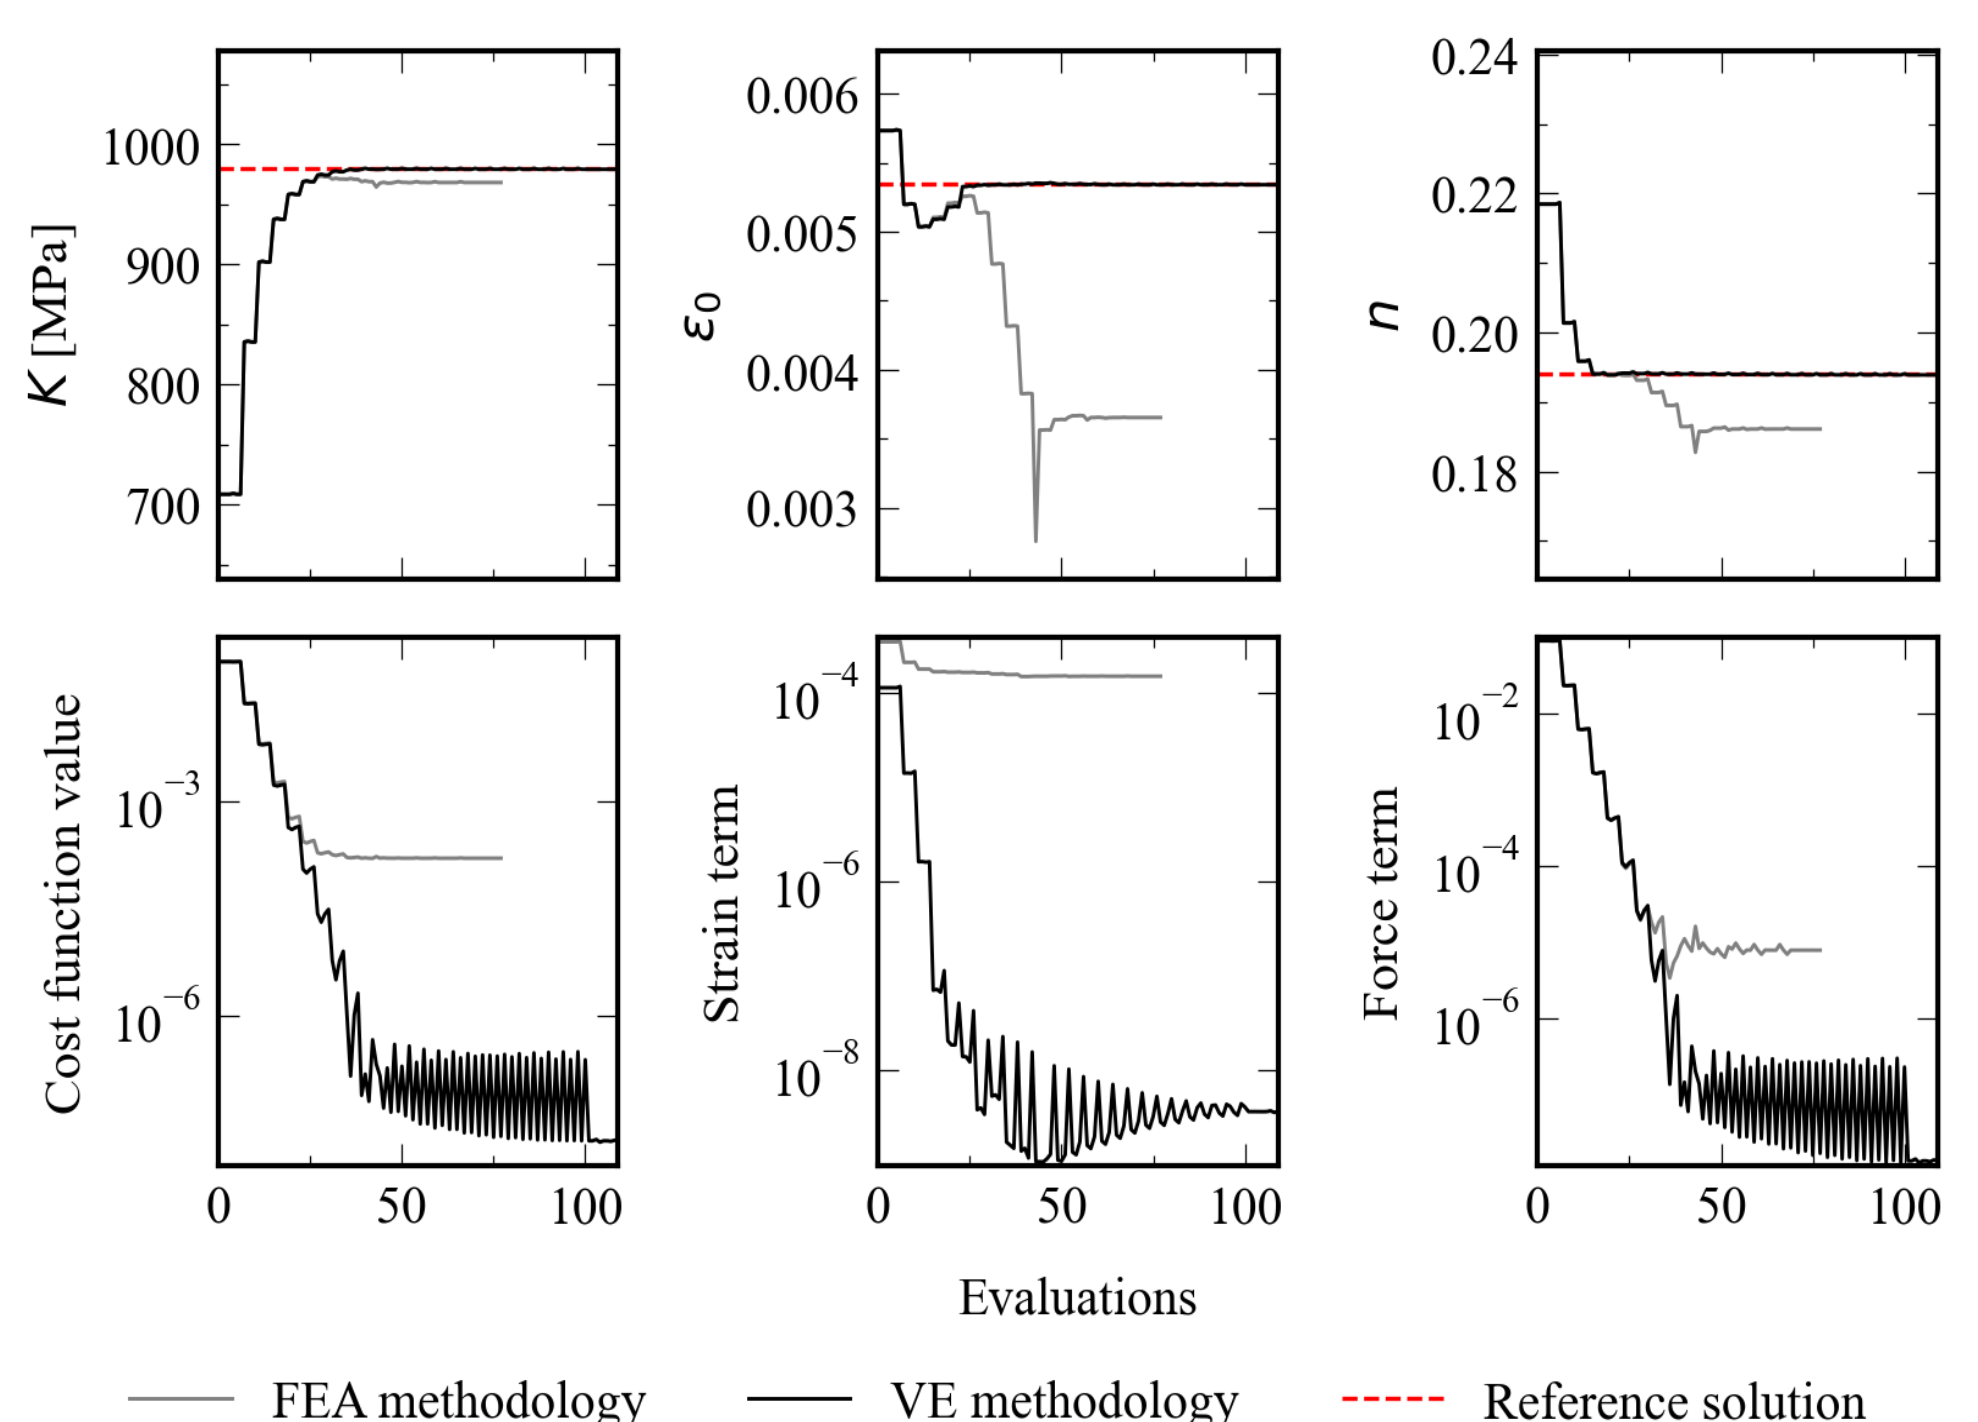 K [MPa]
1000
900
800
700
ε0
0.006
0.005
0.004
0.003
n
0.24
0.22
0.20
0.18
Cost function value
10−3
10−6
0 50 100
Strain term
10−4
10−6
10−8
0 50 100
Force term
10−2
10−4
10−6
0 50 100
Evaluations
FEA methodology VE methodology Reference solution